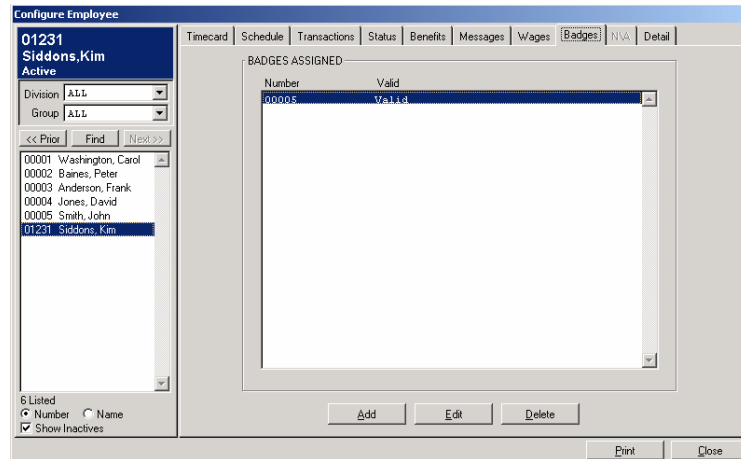 Configure Employee
01231
Siddons,Kim
Active
Division ALL
Group ALL
<< Prior Find Next >>
00001 Washington, Carol
00002 Baines, Peter
00003 Anderson, Frank
00004 Jones, David
00005 Smith, John
01231 Siddons, Kim
6 Listed
Number Name
Show Inactives
Timecard Schedule Transactions Status Benefits Messages Wages Badges N\A Detail
BADGES ASSIGNED
Number Valid
00005 Valid
Add Edit Delete
Print Close